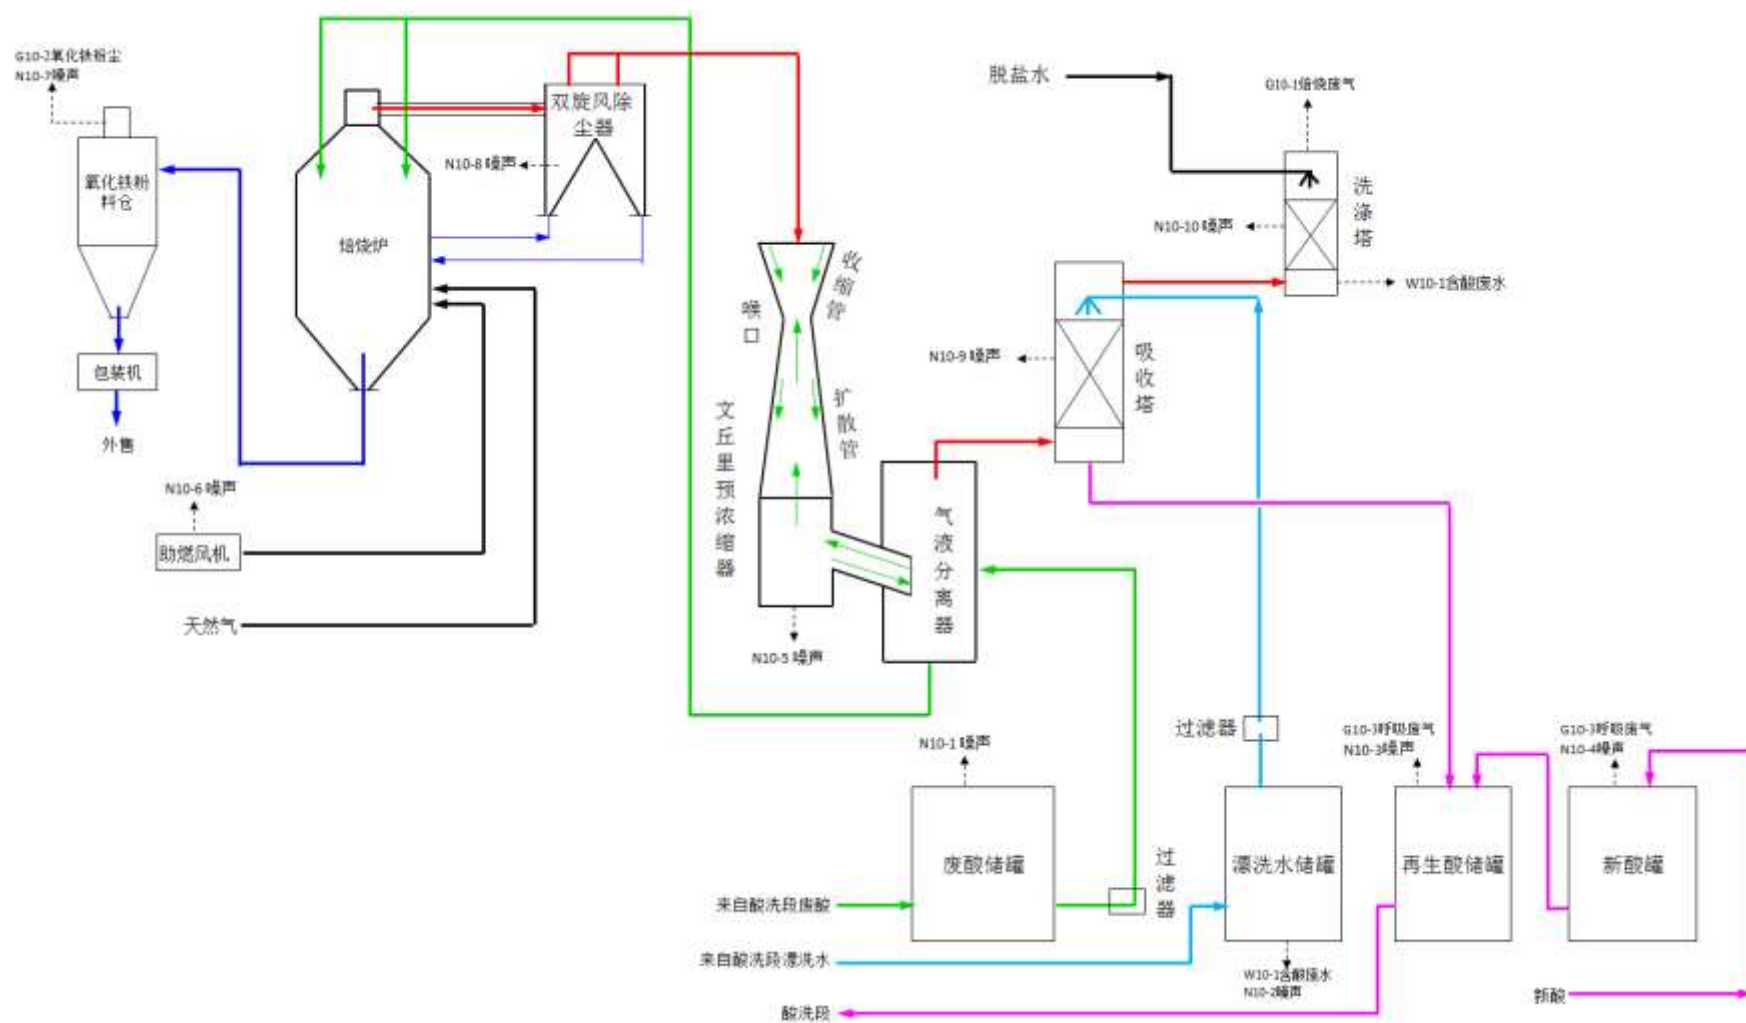 G10-2氧化铁粉尘
N10-7噪声
氧化铁粉
料仓
包装机
外售
N10-6 噪声
助燃风机
天然气
焙烧炉
双旋风除
尘器
N10-8 噪声
收缩管
喉口
扩散管
文丘里预浓缩器
N10-5 噪声
气液分离器
脱盐水
G10-1焙烧废气
洗涤塔
N10-10 噪声
W10-1含酸废水
N10-9 噪声
吸收塔
过滤器
N10-1 噪声
G10-3呼吸废气
N10-3噪声
G10-3呼吸废气
N10-4噪声
废酸储罐
过滤器
漂洗水储罐
再生酸储罐
新酸罐
来自酸洗段废酸
来自酸洗段漂洗水
W10-1含酸废水
N10-2噪声
酸洗段
新酸